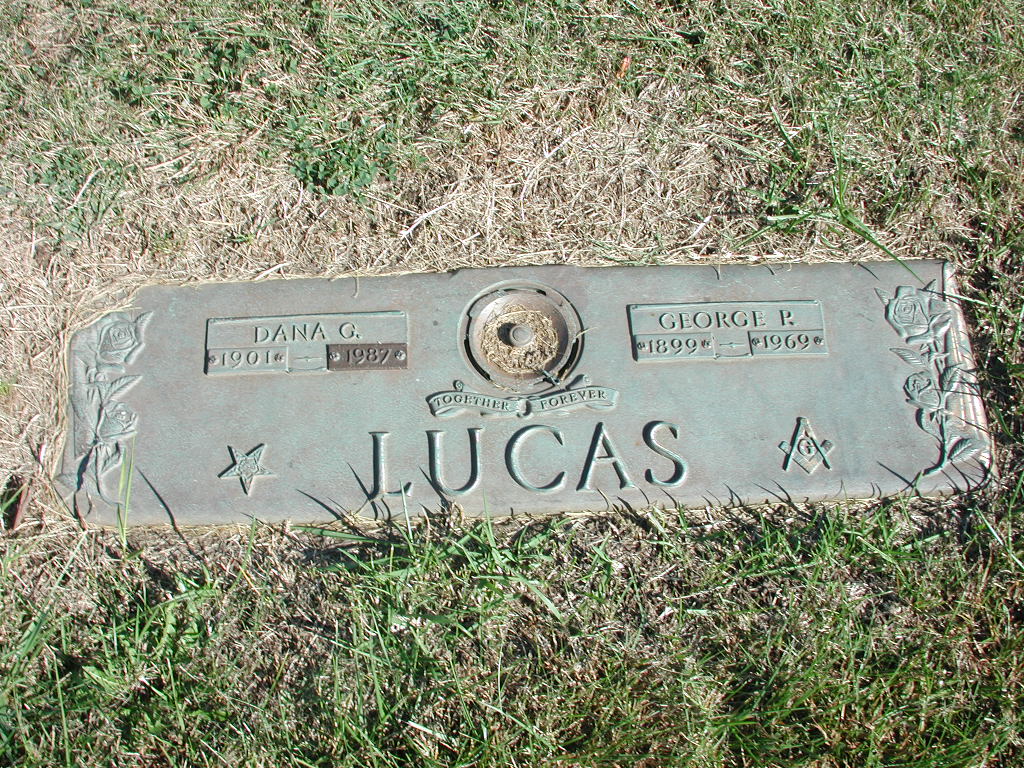 DANA G.
1901 – 1987
GEORGE P.
1899 – 1969
TOGETHER FOREVER
LUCAS
G